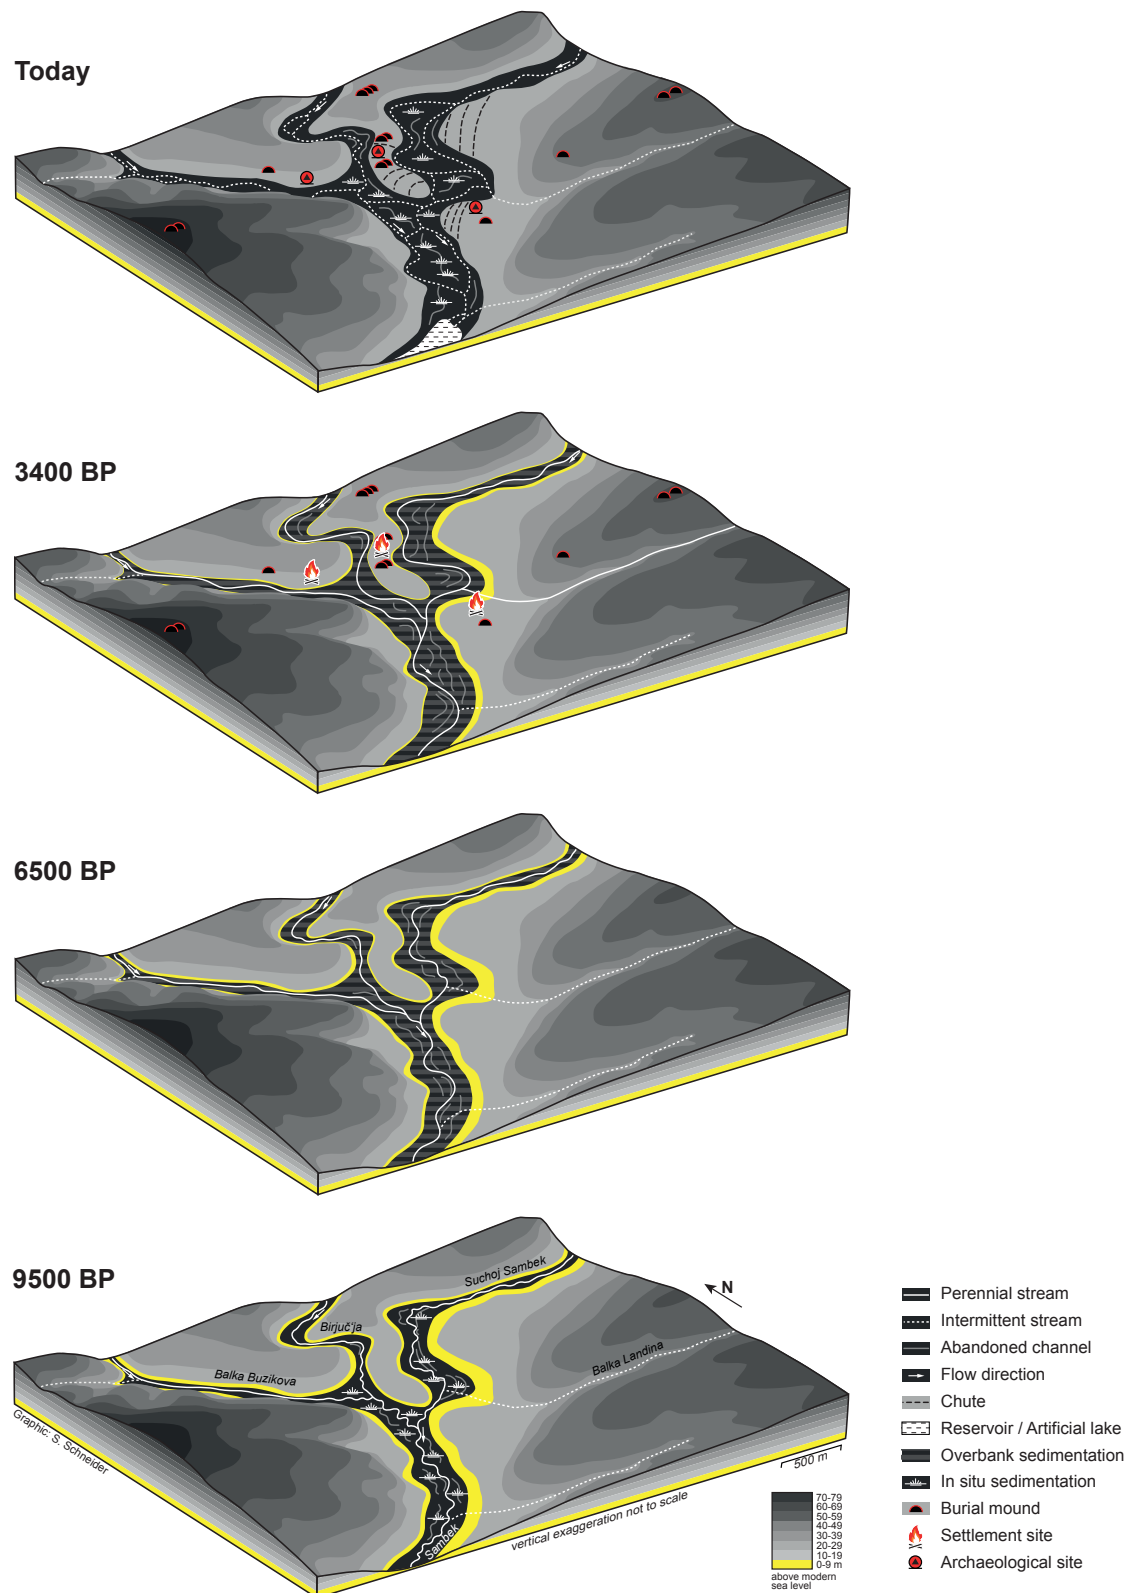 Today
3400 BP
6500 BP
9500 BP
Suchoj Sambek
Birjuč'ja
Balka Buzikova
Balka Landina
Sambek
N
Graphic: S. Schneider
vertical exaggeration not to scale
500 m
70-79
60-69
50-59
40-49
30-39
20-29
10-19
0-9 m
above modern
sea level
Perennial stream
Intermittent stream
Abandoned channel
Flow direction
Chute
Reservoir / Artificial lake
Overbank sedimentation
In situ sedimentation
Burial mound
Settlement site
Archaeological site